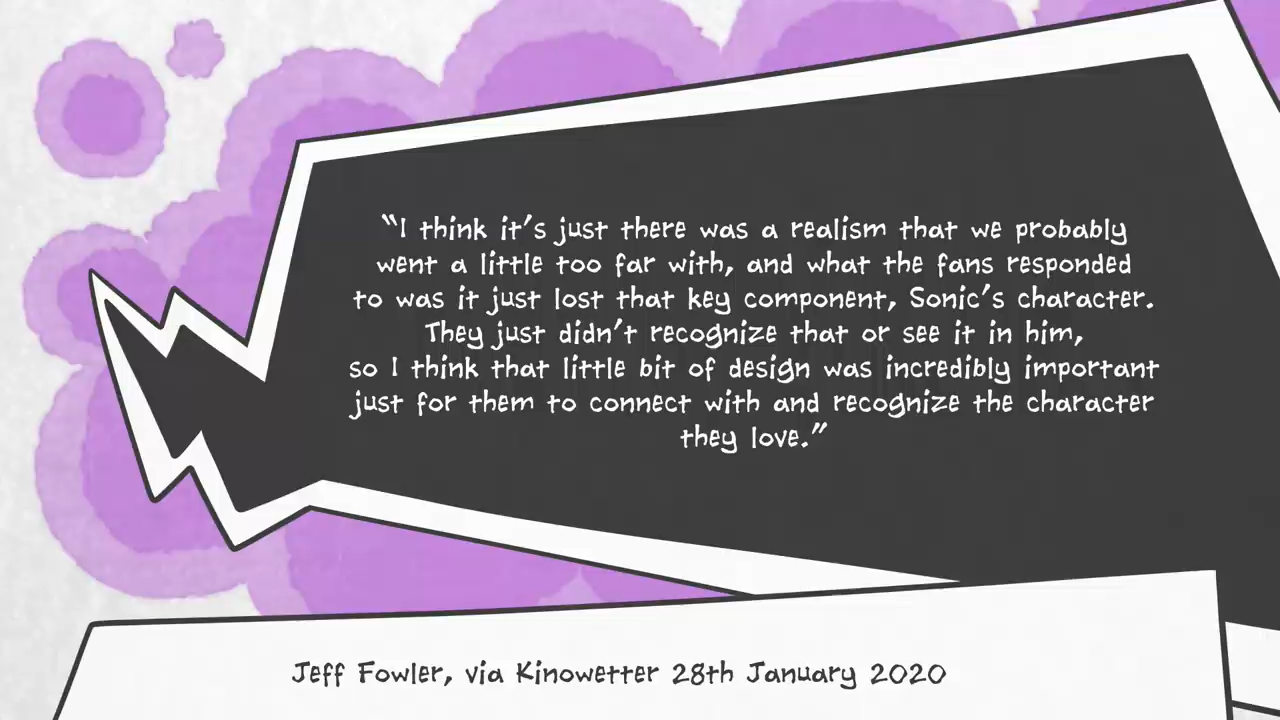 “I think it’s just there was a realism that we probably
went a little too far with, and what the fans responded
to was it just lost that key component, Sonic’s character.
They just didn’t recognize that or see it in him,
so I think that little bit of design was incredibly important
just for them to connect with and recognize the character
they love.”
Jeff Fowler, via Kinowetter 28th January 2020